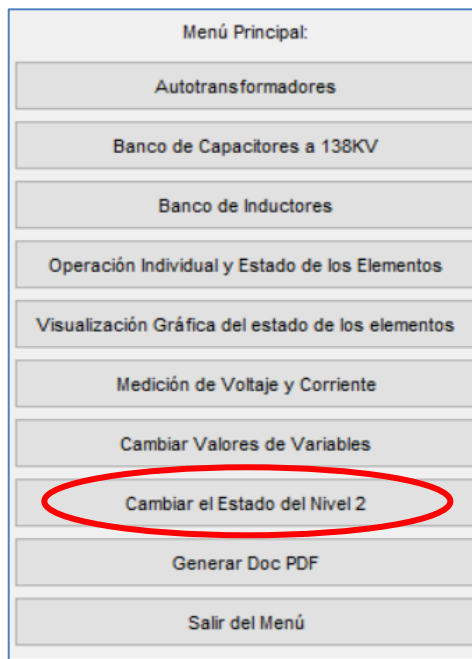 Menú Principal:
Autotransformadores
Banco de Capacitores a 138KV
Banco de Inductores
Operación Individual y Estado de los Elementos
Visualización Gráfica del estado de los elementos
Medición de Voltaje y Corriente
Cambiar Valores de Variables
Cambiar el Estado del Nivel 2
Generar Doc PDF
Salir del Menú